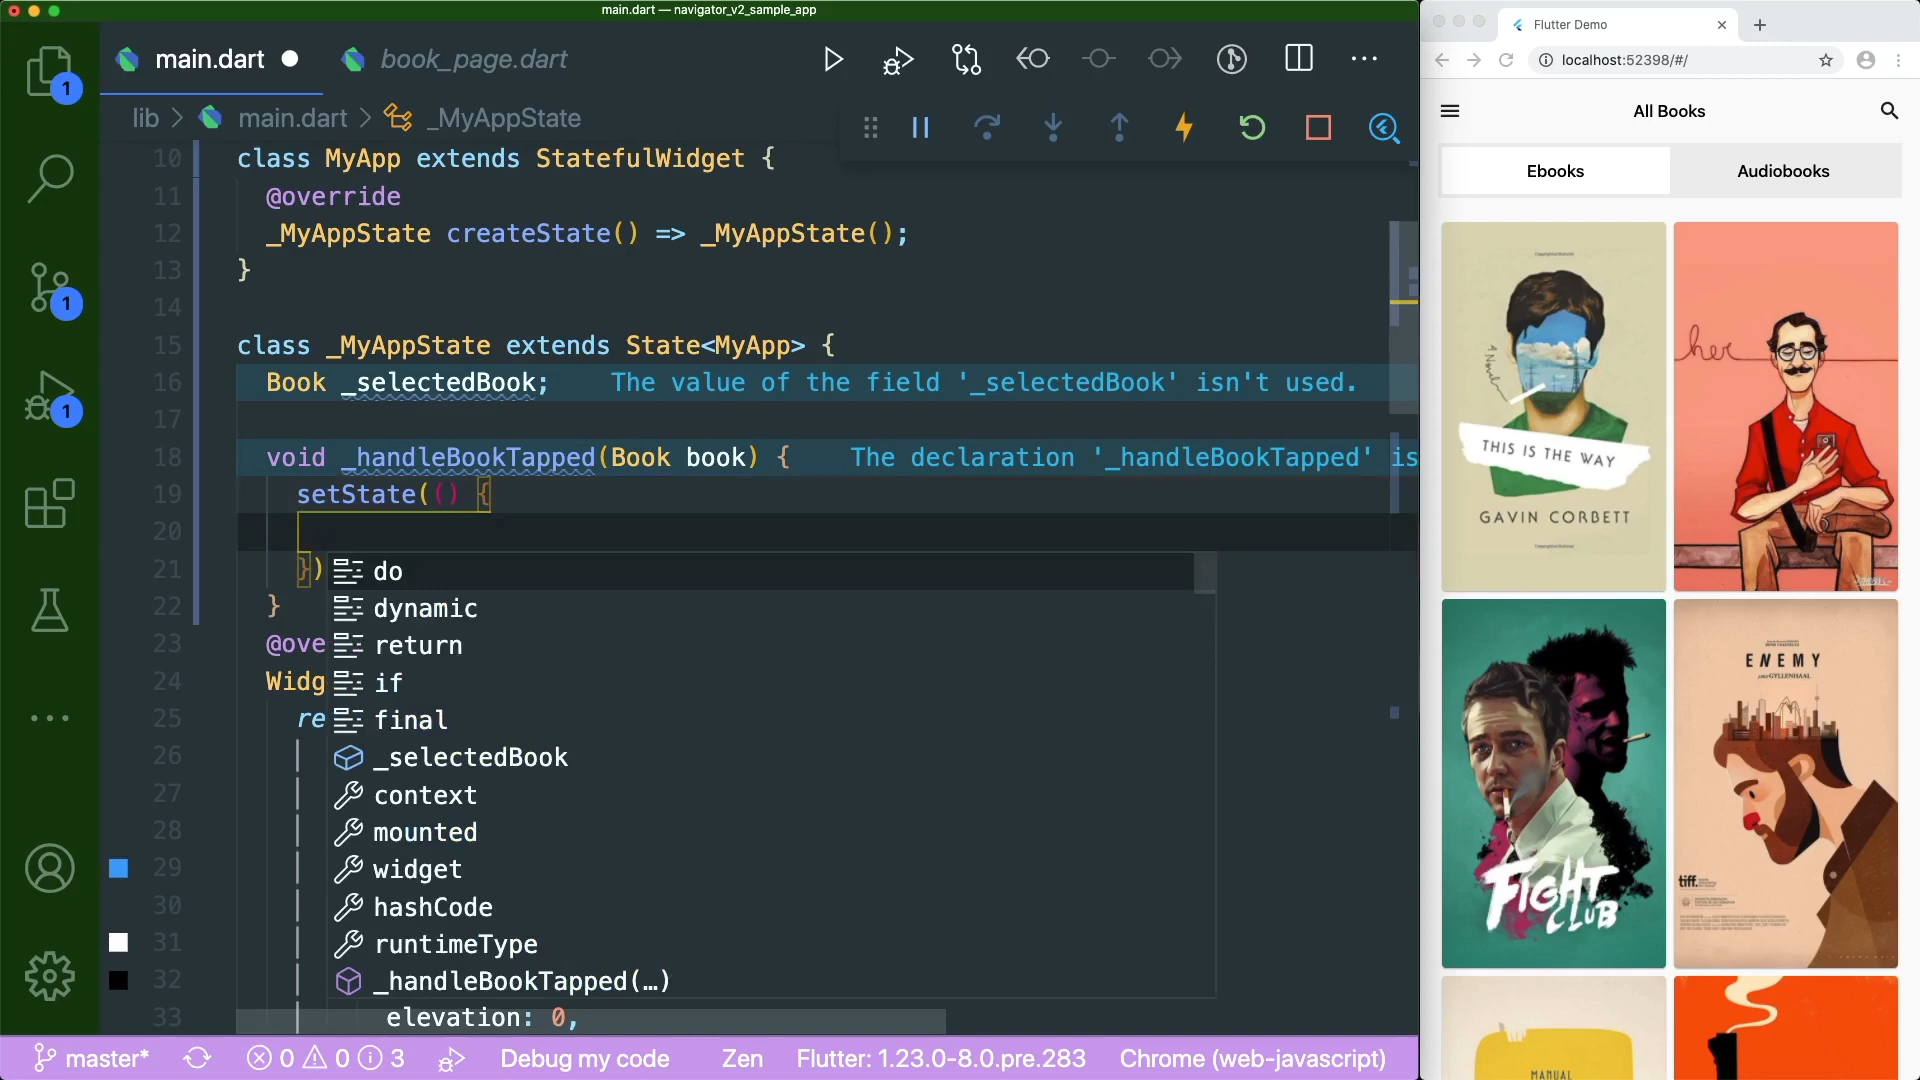 main.dart — navigator_v2_sample_app
main.dart
book_page.dart
lib > main.dart > _MyAppState
10 class MyApp extends StatefulWidget {
11 @override
12 _MyAppState createState() => _MyAppState();
13 }
14
15 class _MyAppState extends State<MyApp> {
16 Book _selectedBook; The value of the field '_selectedBook' isn't used.
17
18 void _handleBookTapped(Book book) { The declaration '_handleBookTapped' is
19 setState(() {
20
21 })
22 }
23 @ove
24 Widg
25 re
26
27
28
29
30
31
32
33 elevation: 0,
do
dynamic
return
if
final
_selectedBook
context
mounted
widget
hashCode
runtimeType
_handleBookTapped(…)
1
1
1
master* 0 0 3 Debug my code Zen Flutter: 1.23.0-8.0.pre.283 Chrome (web-javascript)
Flutter Demo
localhost:52398/#/
All Books
Ebooks
Audiobooks
A Novel
THIS IS THE WAY
GAVIN CORBETT
her
FIGHT
CLUB
ENEMY
GYLLENHAAL
tiff.
MANUAL